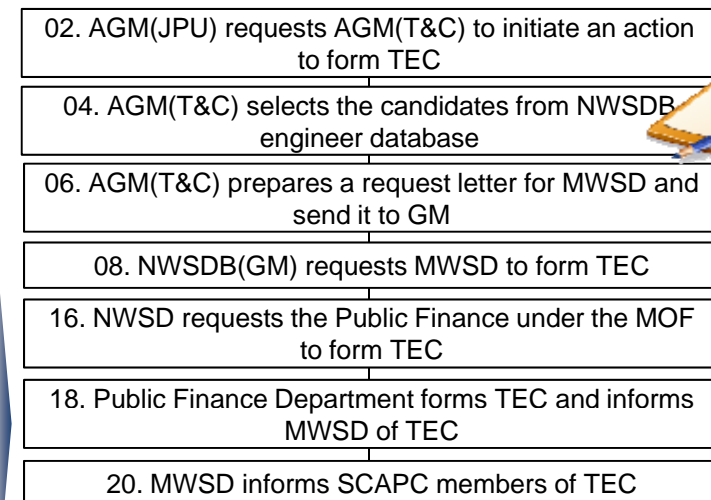 02. AGM(JPU) requests AGM(T&C) to initiate an action
to form TEC
04. AGM(T&C) selects the candidates from NWSDB
engineer database
06. AGM(T&C) prepares a request letter for MWSD and
send it to GM
08. NWSDB(GM) requests MWSD to form TEC
16. NWSD requests the Public Finance under the MOF
to form TEC
18. Public Finance Department forms TEC and informs
MWSD of TEC
20. MWSD informs SCAPC members of TEC